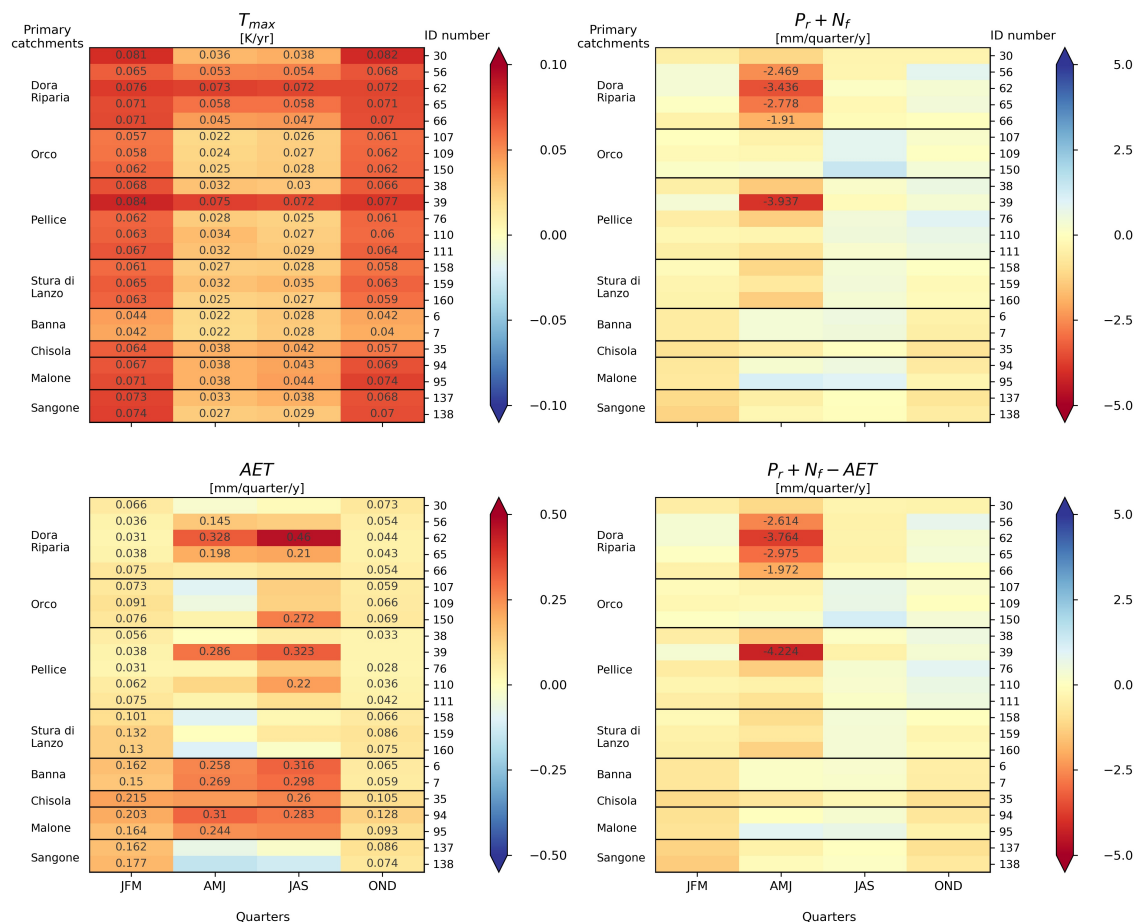 T_max
[K/yr]
Primary
catchments
ID number
0.081 0.036 0.038 0.082 30
0.065 0.053 0.054 0.068 56
Dora
Riparia
0.076 0.073 0.072 0.072 62
0.071 0.058 0.058 0.071 65
0.071 0.045 0.047 0.07 66
0.057 0.022 0.026 0.061 107
Orco 0.058 0.024 0.027 0.062 109
0.062 0.025 0.028 0.062 150
0.068 0.032 0.03 0.066 38
0.084 0.075 0.072 0.077 39
Pellice 0.062 0.028 0.025 0.061 76
0.063 0.034 0.027 0.06 110
0.067 0.032 0.029 0.064 111
0.061 0.027 0.028 0.058 158
Stura di
Lanzo
0.065 0.032 0.035 0.063 159
0.063 0.025 0.027 0.059 160
Banna
0.044 0.022 0.028 0.042 6
0.042 0.022 0.028 0.04 7
Chisola 0.064 0.038 0.042 0.057 35
Malone
0.067 0.038 0.043 0.069 94
0.071 0.038 0.044 0.074 95
Sangone
0.073 0.033 0.038 0.068 137
0.074 0.027 0.029 0.07 138
0.10
0.05
0.00
−0.05
−0.10
P_r + N_f
[mm/quarter/y]
Primary
catchments
ID number
30
-2.469 56
Dora
Riparia
-3.436 62
-2.778 65
-1.91 66
107
Orco 109
150
38
-3.937 39
Pellice 76
110
111
158
Stura di
Lanzo
159
160
Banna
6
7
Chisola 35
Malone
94
95
Sangone
137
138
5.0
2.5
0.0
−2.5
−5.0
AET
[mm/quarter/y]
0.066 0.073 30
0.036 0.145 0.054 56
Dora
Riparia
0.031 0.328 0.48 0.044 62
0.038 0.198 0.21 0.043 65
0.075 0.054 66
0.073 0.059 107
Orco 0.091 0.066 109
0.076 0.272 0.069 150
0.056 0.033 38
0.038 0.286 0.323 39
Pellice 0.031 0.028 76
0.062 0.22 0.036 110
0.075 0.042 111
0.101 0.066 158
Stura di
Lanzo
0.132 0.086 159
0.13 0.075 160
Banna
0.162 0.258 0.316 0.065 6
0.15 0.269 0.298 0.059 7
Chisola 0.215 0.26 0.105 35
Malone
0.203 0.31 0.283 0.128 94
0.164 0.244 0.093 95
Sangone
0.162 0.086 137
0.177 0.074 138
JFM AMJ JAS OND
Quarters
0.50
0.25
0.00
−0.25
−0.50
P_r + N_f − AET
[mm/quarter/y]
30
-2.614 56
Dora
Riparia
-3.764 62
-2.975 65
-1.972 66
107
Orco 109
150
38
-4.224 39
Pellice 76
110
111
158
Stura di
Lanzo
159
160
Banna
6
7
Chisola 35
Malone
94
95
Sangone
137
138
JFM AMJ JAS OND
Quarters
5.0
2.5
0.0
−2.5
−5.0